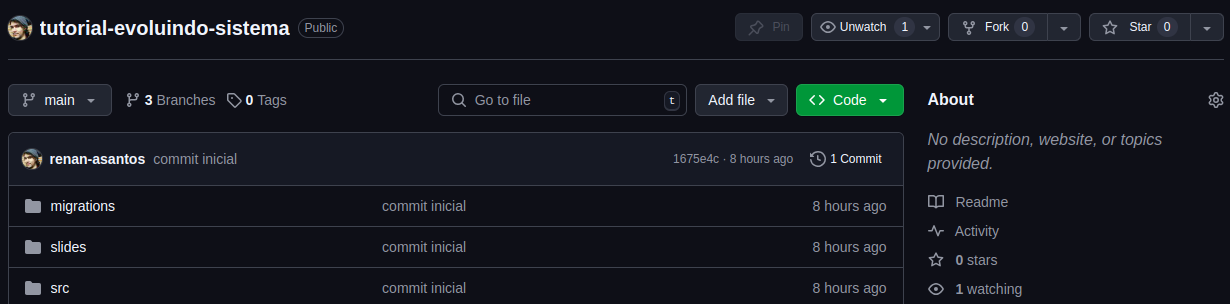 tutorial-evoluindo-sistema Public Pin Unwatch 1 Fork 0 Star 0
main 3 Branches 0 Tags Go to file t Add file Code
renan-asantos commit inicial 1675e4c · 8 hours ago 1 Commit
migrations commit inicial 8 hours ago
slides commit inicial 8 hours ago
src commit inicial 8 hours ago
About
No description, website, or topics
provided.
Readme
Activity
0 stars
1 watching